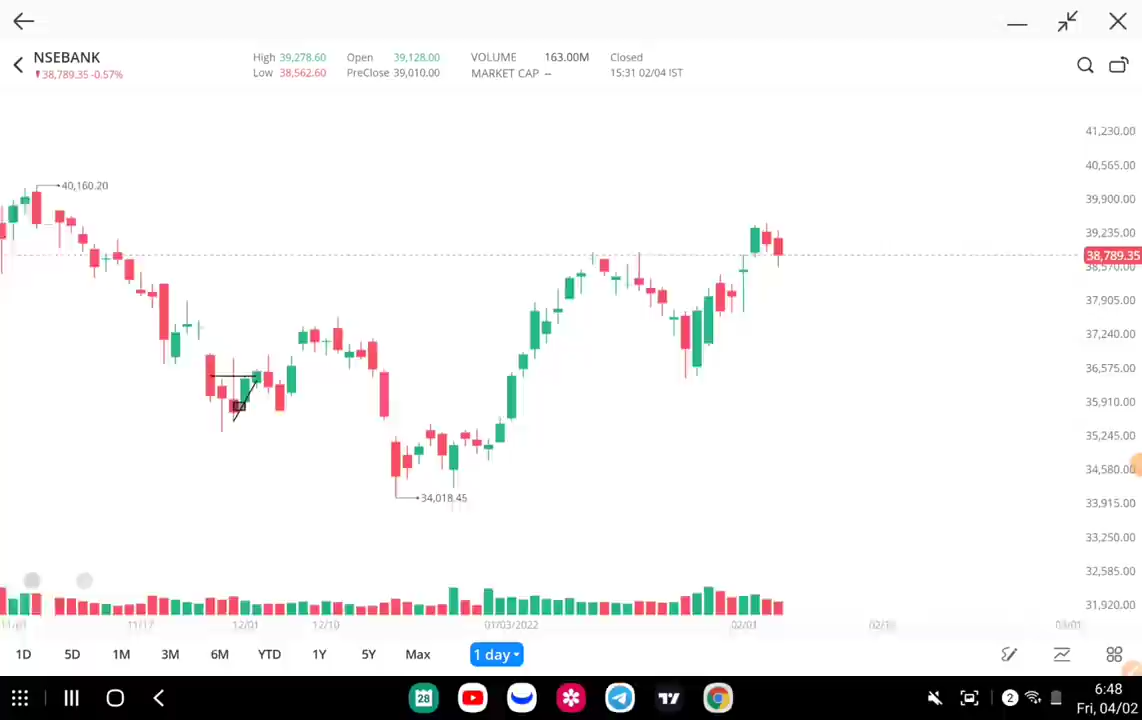 NSEBANK
38,789.35 -0.57%
High 39,278.60 Open 39,128.00 VOLUME 163.00M Closed
Low 38,562.60 PreClose 39,010.00 MARKET CAP -- 15:31 02/04 IST
41,230.00
40,565.00
40,160.20
39,900.00
39,235.00
38,789.35
38,570.00
37,905.00
37,240.00
36,575.00
35,910.00
35,245.00
34,580.00
34,018.45
33,915.00
33,250.00
32,585.00
31,920.00
11/17 12/01 12/10 01/03/2022 02/01 03/01
1D 5D 1M 3M 6M YTD 1Y 5Y Max 1 day
28 2 6:48
Fri, 04/02